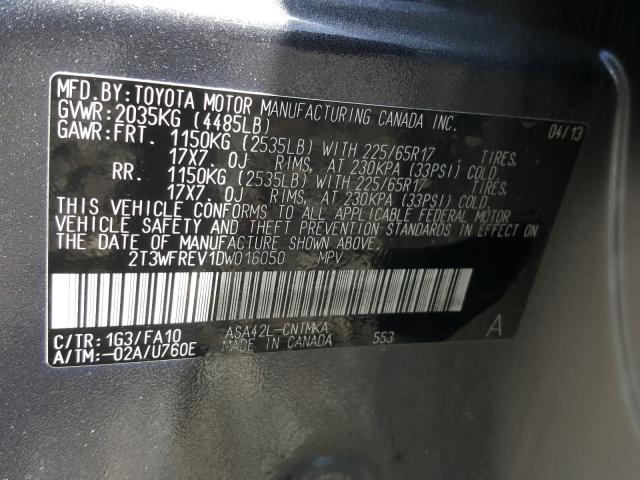 MFD.BY:TOYOTA MOTOR MANUFACTURING CANADA INC.
GVWR:2035KG (4485LB) 04/13
GAWR:FRT. 1150KG (2535LB) WITH 225/65R17 TIRES,
17X7.0J RIMS, AT 230KPA (33PSI) COLD.
RR. 1150KG (2535LB) WITH 225/65R17 TIRES,
17X7.0J RIMS, AT 230KPA (33PSI) COLD.
THIS VEHICLE CONFORMS TO ALL APPLICABLE FEDERAL MOTOR
VEHICLE SAFETY AND THEFT PREVENTION STANDARDS IN EFFECT ON
THE DATE OF MANUFACTURE SHOWN ABOVE.
2T3WFREV1DW016050 MPV
C/TR:1G3/FA10 ASA42L-CNTMKA A
A/TM:-02A/U760E MADE IN CANADA 553